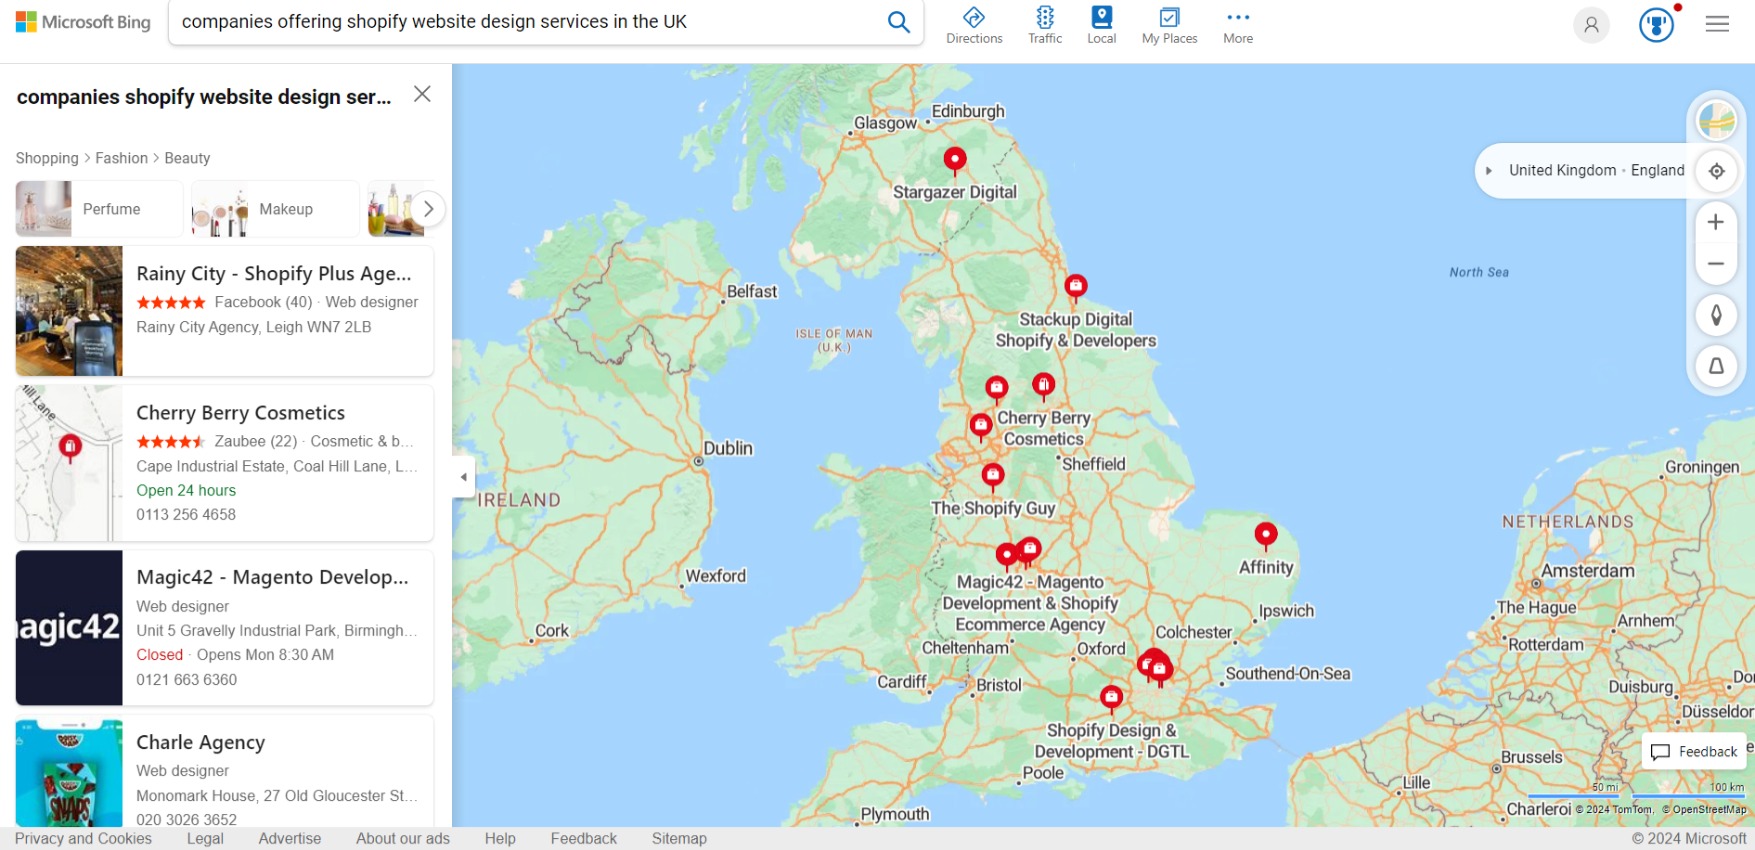 Microsoft Bing
companies offering shopify website design services in the UK
Directions
Traffic
Local
My Places
More
companies shopify website design ser...
Shopping > Fashion > Beauty
Perfume
Makeup
Rainy City - Shopify Plus Age...
Facebook (40) · Web designer
Rainy City Agency, Leigh WN7 2LB
Hill Lane
Cherry Berry Cosmetics
Zaubee (22) · Cosmetic & b...
Cape Industrial Estate, Coal Hill Lane, L...
Open 24 hours
0113 256 4658
agic42
Magic42 - Magento Develop...
Web designer
Unit 5 Gravelly Industrial Park, Birmingh...
Closed · Opens Mon 8:30 AM
0121 663 6360
SNAPS
Charle Agency
Web designer
Monomark House, 27 Old Gloucester St...
020 3026 3652
Glasgow
Edinburgh
Stargazer Digital
United Kingdom · England
North Sea
Belfast
ISLE OF MAN
(U.K.)
Stackup Digital
Shopify & Developers
Cherry Berry
Cosmetics
Dublin
Sheffield
Groningen
IRELAND
The Shopify Guy
NETHERLANDS
Affinity
Amsterdam
Wexford
Magic42 - Magento
Development & Shopify
Ecommerce Agency
Ipswich
The Hague
Arnhem
Cork
Colchester
Rotterdam
Cheltenham
Oxford
Cardiff
Bristol
Southend-On-Sea
Duisburg
Do
Düsseldor
Shopify Design &
Development - DGTL
Feedback
Brussels
Poole
Lille
50 mi
100 km
Plymouth
Charleroi
© 2024 TomTom, © OpenStreetMap
Privacy and Cookies
Legal
Advertise
About our ads
Help
Feedback
Sitemap
© 2024 Microsoft